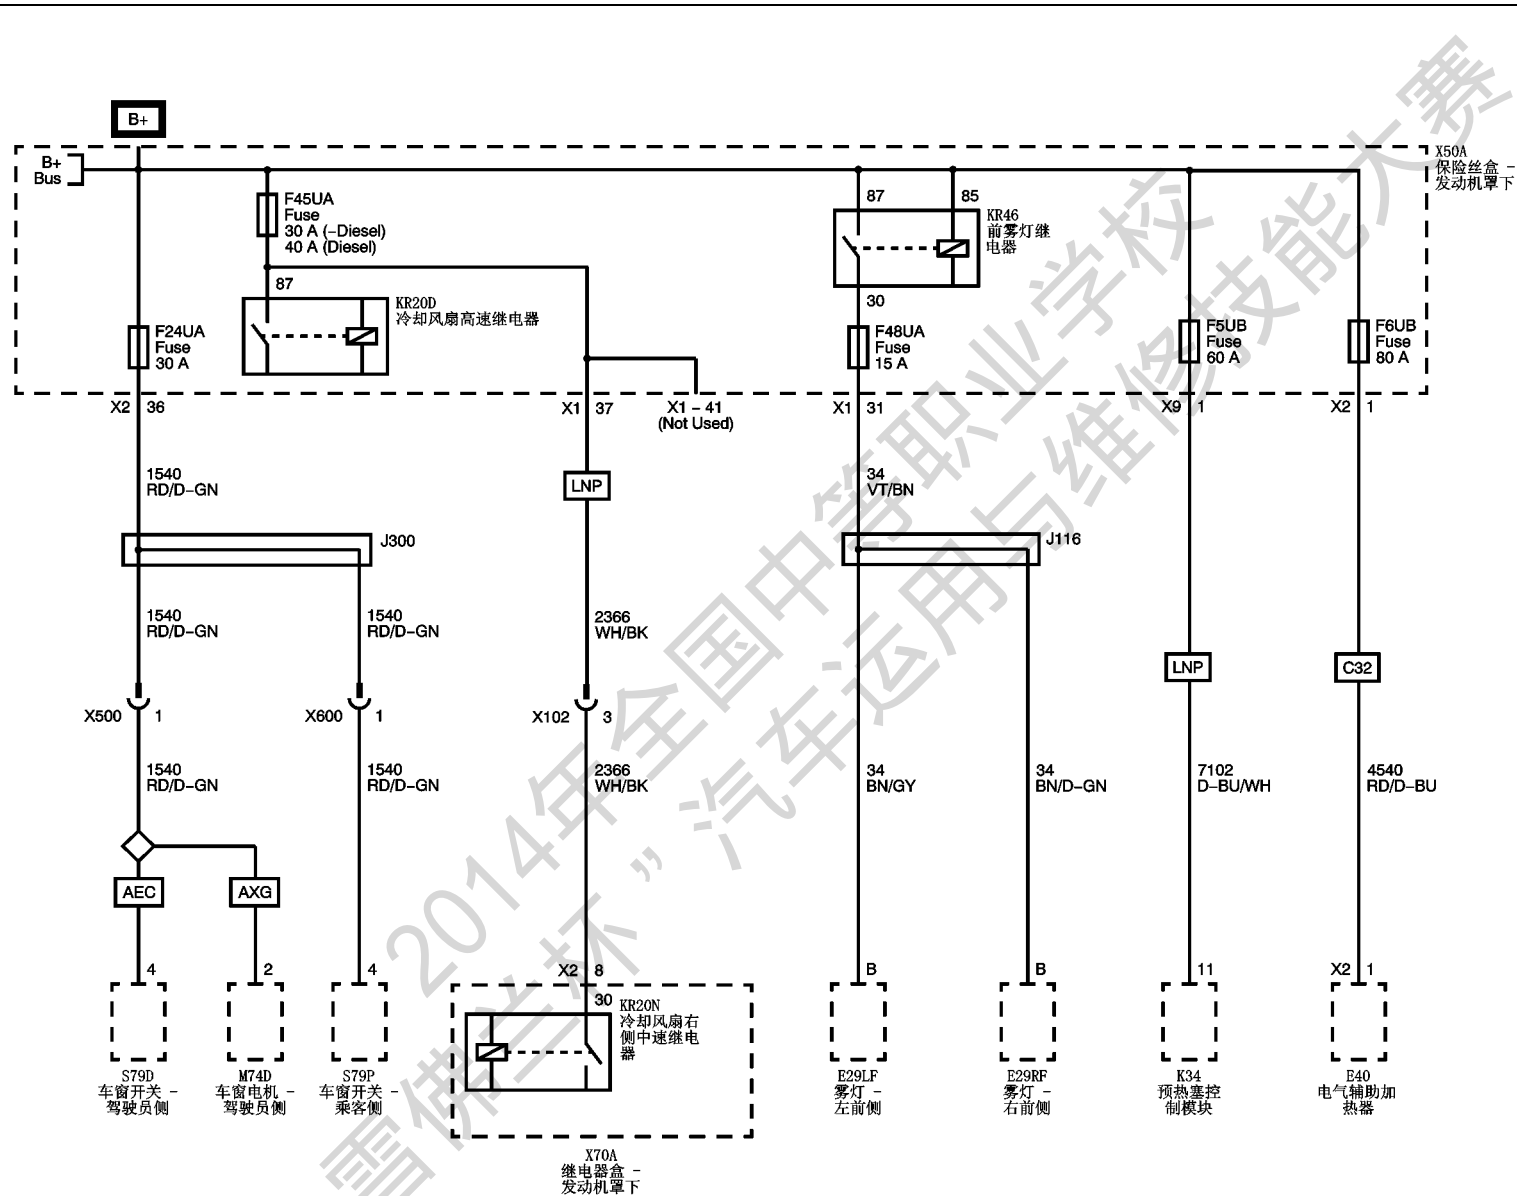 B+
B+
Bus
X50A
保险丝盒 -
发动机罩下
F45UA
Fuse
30 A (-Diesel)
40 A (Diesel)
87
KR20D
冷却风扇高速继电器
87
85
KR46
前雾灯继
电器
30
F24UA
Fuse
30 A
F48UA
Fuse
15 A
F5UB
Fuse
60 A
F6UB
Fuse
80 A
X2 36
X1 37
X1 - 41
(Not Used)
X1 31
X9 1
X2 1
1540
RD/D-GN
LNP
34
VT/BN
J300
J116
1540
RD/D-GN
1540
RD/D-GN
2366
WH/BK
LNP
C32
X500 1
X600 1
X102 3
1540
RD/D-GN
1540
RD/D-GN
2366
WH/BK
34
BN/GY
34
BN/D-GN
7102
D-BU/WH
4540
RD/D-BU
AEC
AXG
4
2
4
X2 8
B
B
11
X2 1
30
KR20N
冷却风扇右
侧中速继电
器
S79D
车窗开关 -
驾驶员侧
M74D
车窗电机 -
驾驶员侧
S79P
车窗开关 -
乘客侧
E29LF
雾灯 -
左前侧
E29RF
雾灯 -
右前侧
K34
预热塞控
制模块
E40
电气辅助加
热器
X70A
继电器盒 -
发动机罩下
2014年全国中等职业学校
雪佛兰杯”汽车运用与维修技能大赛